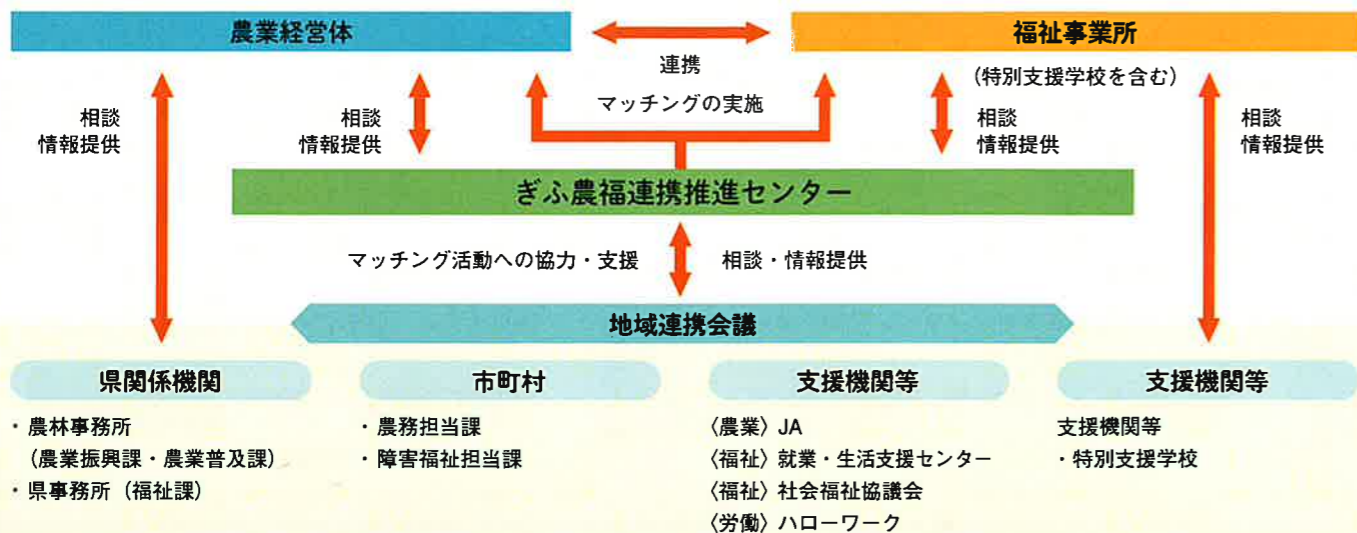 農業経営体
福祉事業所
連携
(特別支援学校を含む)
マッチングの実施
相談
情報提供
相談
情報提供
相談
情報提供
相談
情報提供
ぎふ農福連携推進センター
マッチング活動への協力・支援
相談・情報提供
地域連携会議
県関係機関
・農林事務所
(農業振興課・農業普及課)
・県事務所(福祉課)
市町村
・農務担当課
・障害福祉担当課
支援機関等
〈農業〉JA
〈福祉〉就業・生活支援センター
〈福祉〉社会福祉協議会
〈労働〉ハローワーク
支援機関等
支援機関等
・特別支援学校